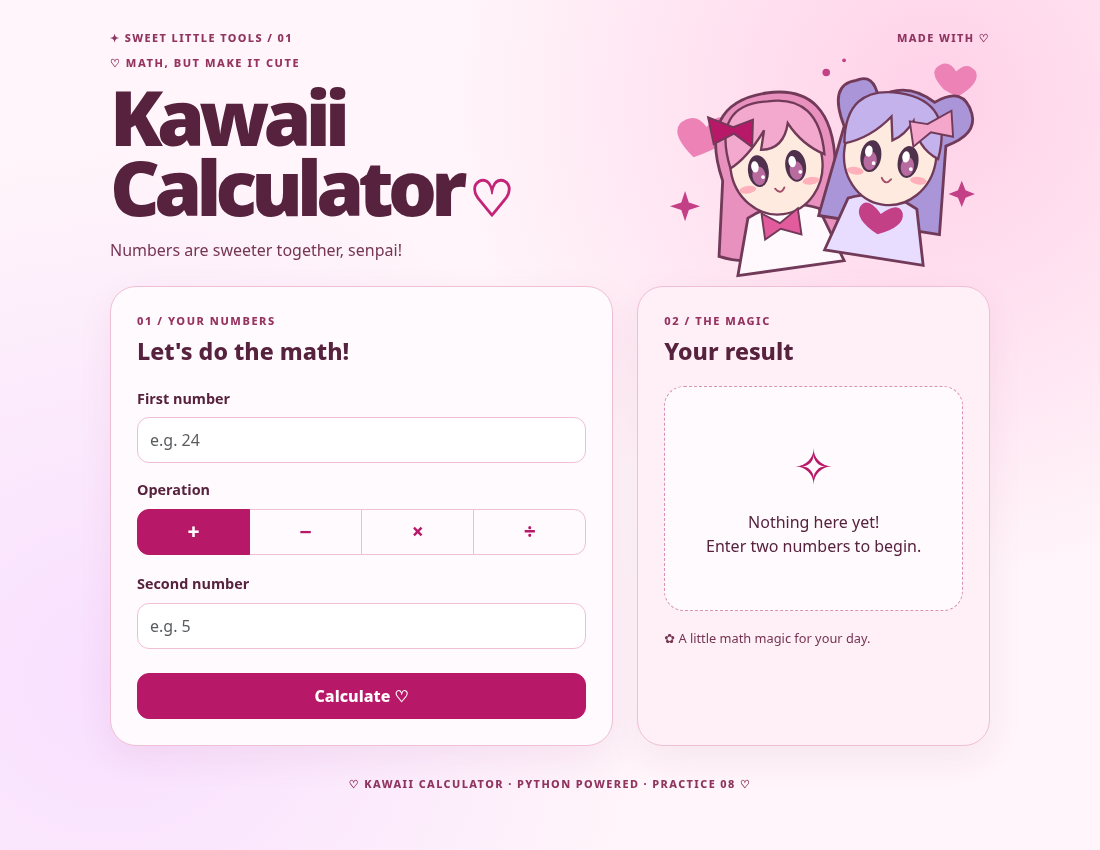 ✦ SWEET LITTLE TOOLS / 01
MADE WITH ♡
♡ MATH, BUT MAKE IT CUTE
Kawaii
Calculator♡
Numbers are sweeter together, senpai!
01 / YOUR NUMBERS
Let's do the math!
First number
e.g. 24
Operation
+ − × ÷
Second number
e.g. 5
Calculate ♡
02 / THE MAGIC
Your result
✧
Nothing here yet!
Enter two numbers to begin.
✿ A little math magic for your day.
♡ KAWAII CALCULATOR · PYTHON POWERED · PRACTICE 08 ♡